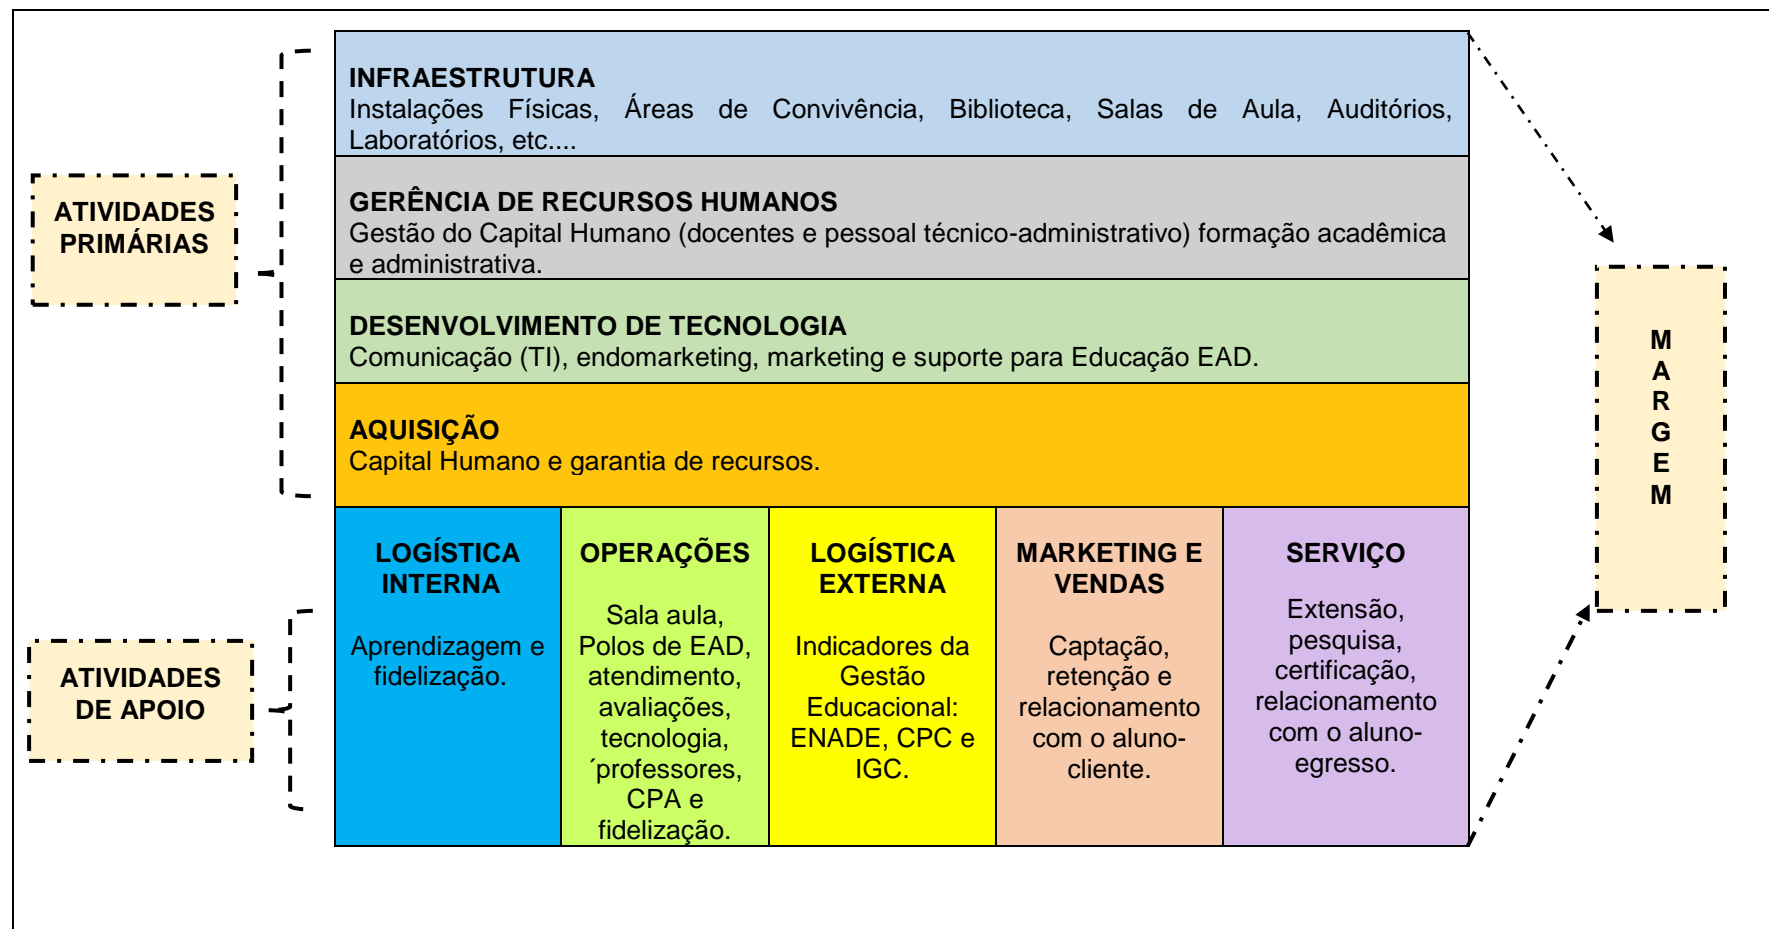 INFRAESTRUTURA
Instalações Físicas, Áreas de Convivência, Biblioteca, Salas de Aula, Auditórios,
Laboratórios, etc....
ATIVIDADES
PRIMÁRIAS
GERÊNCIA DE RECURSOS HUMANOS
Gestão do Capital Humano (docentes e pessoal técnico-administrativo) formação acadêmica
e administrativa.
DESENVOLVIMENTO DE TECNOLOGIA
Comunicação (TI), endomarketing, marketing e suporte para Educação EAD.
AQUISIÇÃO
Capital Humano e garantia de recursos.
M
A
R
G
E
M
ATIVIDADES
DE APOIO
LOGÍSTICA
INTERNA
Aprendizagem e
fidelização.
OPERAÇÕES
Sala aula,
Polos de EAD,
atendimento,
avaliações,
tecnologia,
´professores,
CPA e
fidelização.
LOGÍSTICA
EXTERNA
Indicadores da
Gestão
Educacional:
ENADE, CPC e
IGC.
MARKETING E
VENDAS
Captação,
retenção e
relacionamento
com o aluno-
cliente.
SERVIÇO
Extensão,
pesquisa,
certificação,
relacionamento
com o aluno-
egresso.